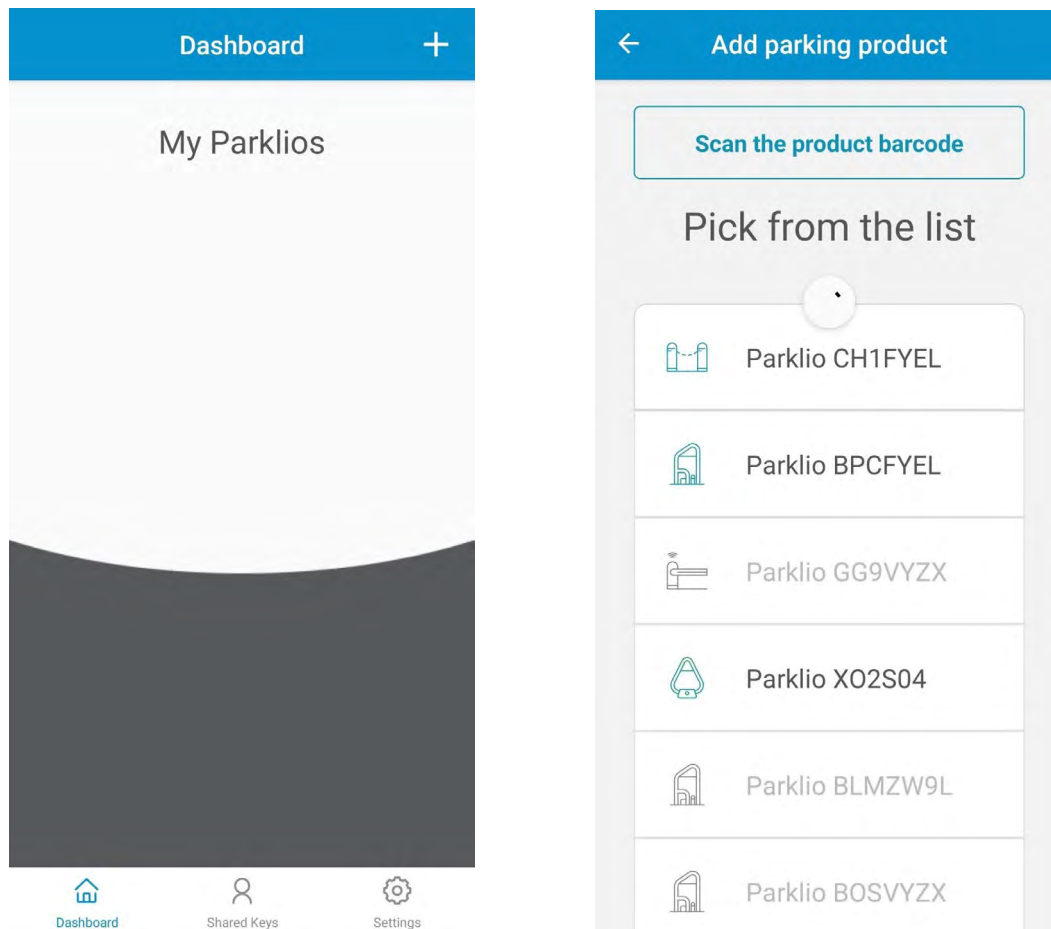 Dashboard
My Parklios
Dashboard
Shared Keys
Settings
Add parking product
Scan the product barcode
Pick from the list
Parklio CH1FYEL
Parklio BPCFYEL
Parklio GG9VYZX
Parklio XO2S04
Parklio BLMZW9L
Parklio BOSVYZX